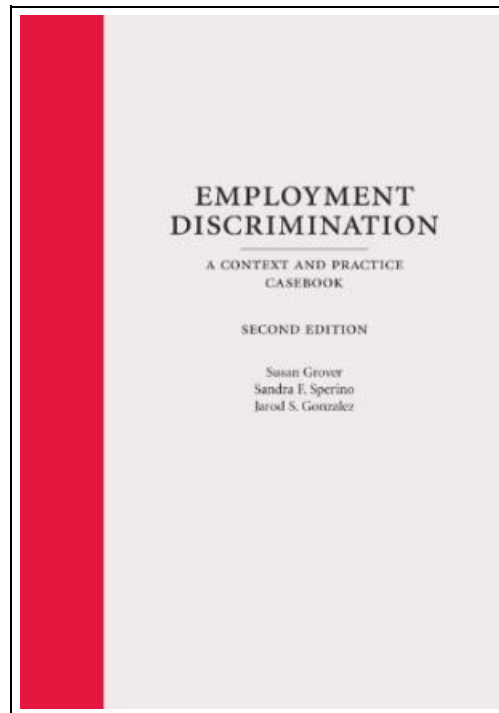 EMPLOYMENT
DISCRIMINATION
A CONTEXT AND PRACTICE
CASEBOOK
SECOND EDITION
Susan Grover
Sandra F. Sperino
Jarod S. Gonzalez